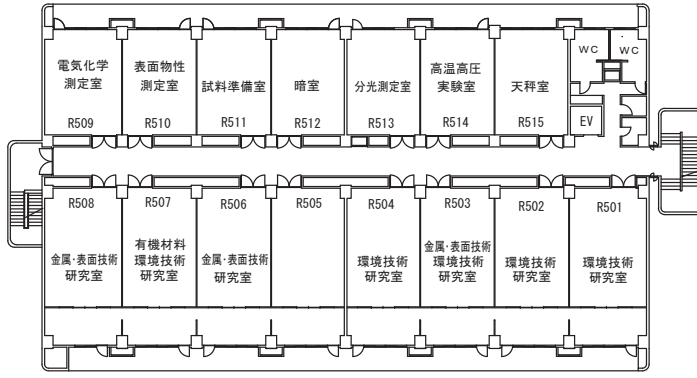 電気化学
測定室
R509
表面物性
測定室
R510
試料準備室
R511
暗室
R512
分光測定室
R513
高温高圧
実験室
R514
天秤室
R515
WC
WC
EV
R508
金属・表面技術
研究室
R507
有機材料
環境技術
研究室
R506
金属・表面技術
研究室
R505
R504
環境技術
研究室
R503
金属・表面技術
環境技術
研究室
R502
環境技術
研究室
R501
環境技術
研究室